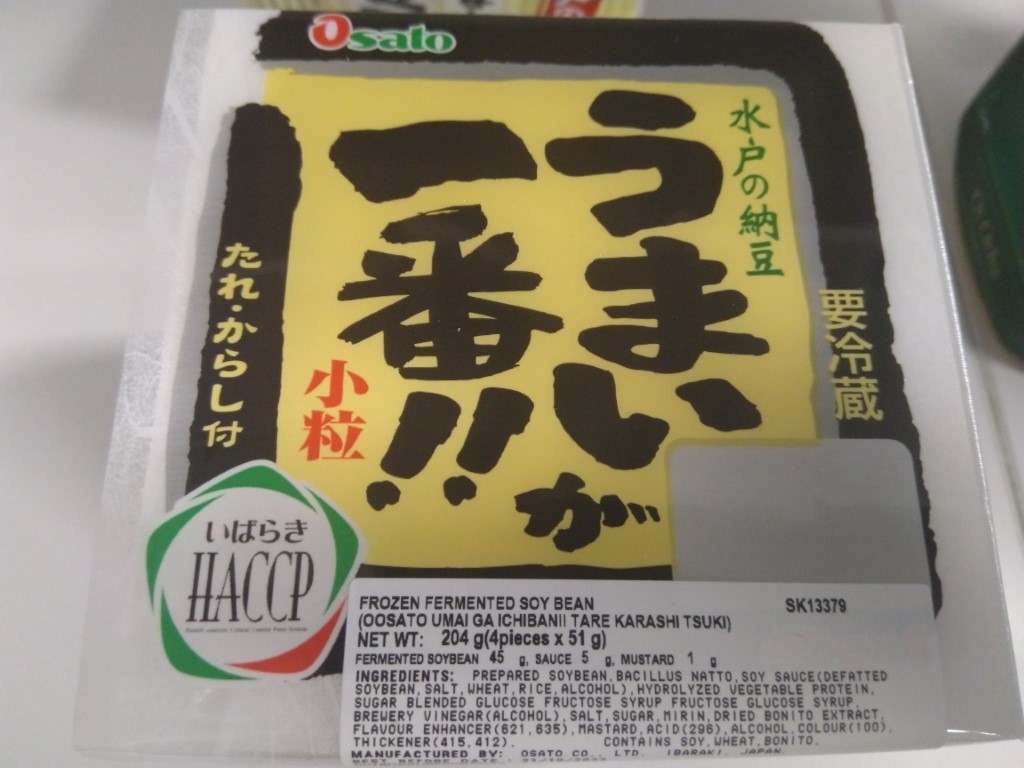 Osato
水戸の納豆
うまいが
一番!!
小粒
たれ・からし付
要冷蔵
いばらき
HACCP
FROZEN FERMENTED SOY BEAN
SK13379
(OOSATO UMAI GA ICHIBAN!! TARE KARASHI TSUKI)
NET WT: 204 g(4pieces x 51 g)
FERMENTED SOYBEAN 45 g, SAUCE 5 g, MUSTARD 1 g
INGREDIENTS: PREPARED SOYBEAN,BACILLUS NATTO,SOY SAUCE(DEFATTED
SOYBEAN,SALT,WHEAT,RICE,ALCOHOL),HYDROLYZED VEGETABLE PROTEIN,
SUGAR BLENDED GLUCOSE FRUCTOSE SYRUP FRUCTOSE GLUCOSE SYRUP,
BREWERY VINEGAR(ALCOHOL),SALT,SUGAR,MIRIN,DRIED BONITO EXTRACT,
FLAVOUR ENHANCER(621,635),MASTARD,ACID(296),ALCOHOL,COLOUR(100),
THICKENER(415,412). CONTAINS SOY,WHEAT,BONITO.
MANUFACTURED BY: OSATO CO., LTD. IBARAKI, JAPAN
BEST BEFORE DATE :